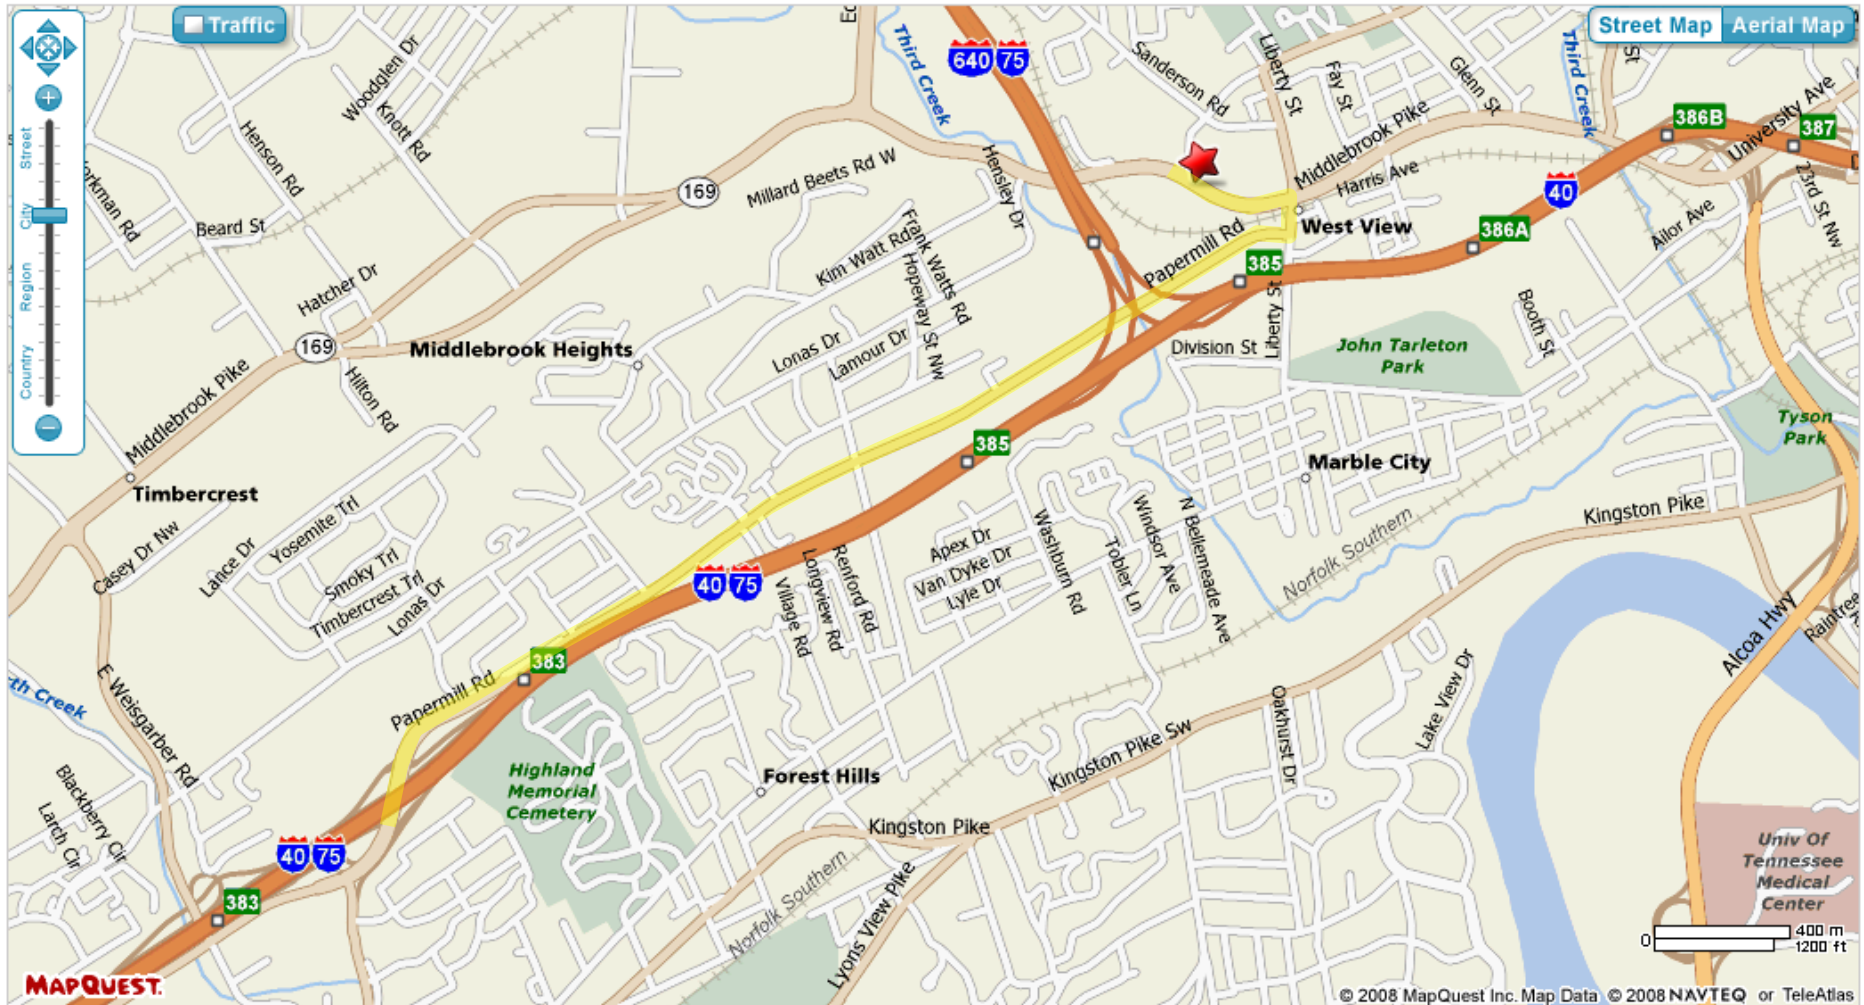 Traffic
Street Map
Aerial Map
Street
City
Region
Country
Woodglen Dr
Knott Rd
Henson Rd
Beard St
Hatcher Dr
169
169
Middlebrook Pike
Hilton Rd
Timbercrest
Middlebrook Heights
Millard Beets Rd W
Kim Watt Rd
Frank Watts Rd
Hopeway St Nw
Hensley Dr
Lonas Dr
Lamour Dr
Third Creek
640
75
Sanderson Rd
Liberty St
Fay St
Glenn St
Third Creek
Middlebrook Pike
Harris Ave
West View
Papermill Rd
385
386A
40
386B
387
University Ave
23rd St Nw
Ailor Ave
Booth St
Liberty St
Division St
John Tarleton
Park
Tyson
Park
Marble City
385
Kingston Pike
Norfolk Southern
Casey Dr Nw
Lance Dr
Yosemite Trl
Smoky Trl
Timbercrest Trl
Lonas Dr
40
75
Village Rd
Longview Rd
Renford Rd
Apex Dr
Van Dyke Dr
Lyle Dr
Washburn Rd
Tobler Ln
Windsor Ave
N Bellemeade Ave
383
Papermill Rd
E Weisgarber Rd
Blackberry Cir
Larch Cir
Highland
Memorial
Cemetery
Forest Hills
Kingston Pike
Kingston Pike Sw
Oakhurst Dr
Lake View Dr
Alcoa Hwy
Norfolk Southern
Lyons View Pike
40
75
383
Univ Of
Tennessee
Medical
Center
0
400 m
1200 ft
MAPQUEST.
© 2008 MapQuest Inc. Map Data © 2008 NAVTEQ or TeleAtlas